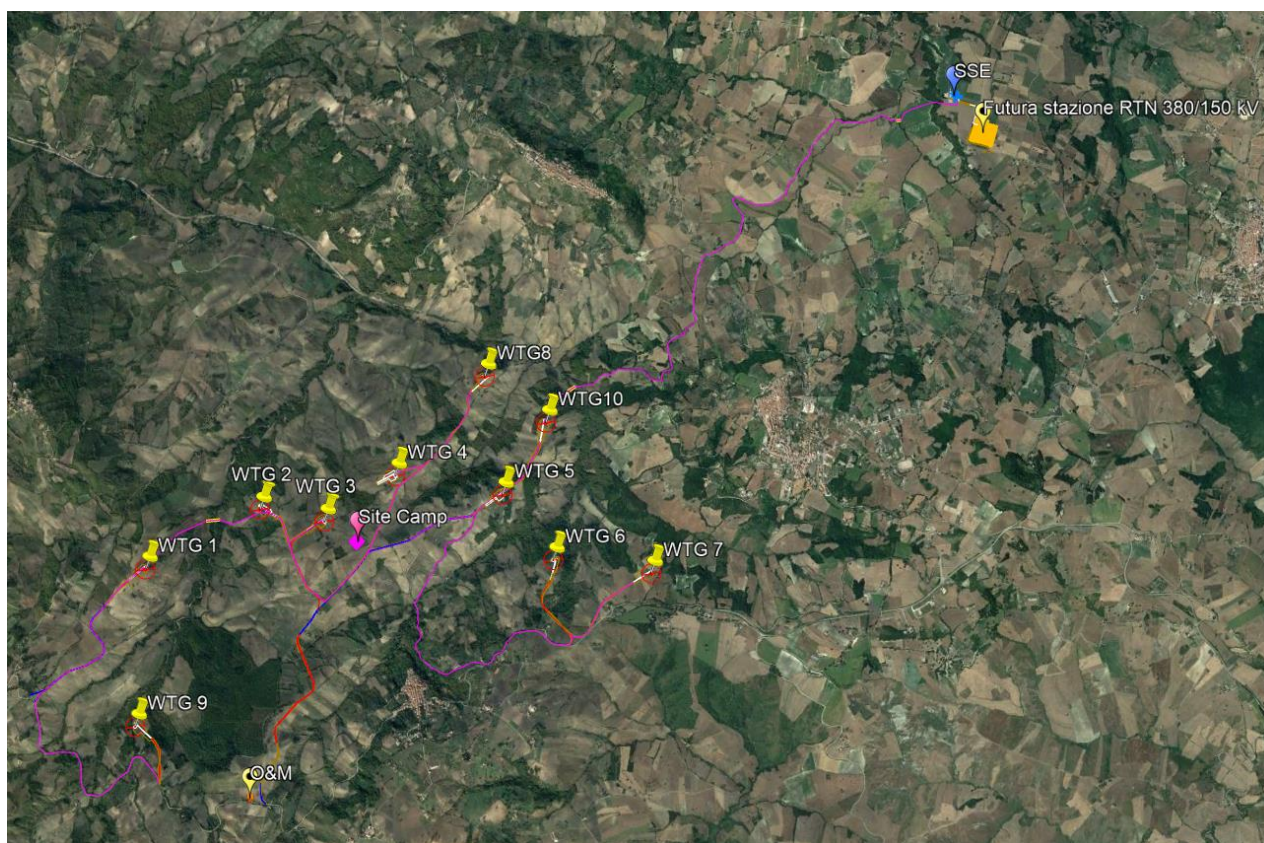 SSE
Futura stazione RTN 380/150 kV
WTG8
WTG10
WTG 4
WTG 5
WTG 2
WTG 3
Site Camp
WTG 1
WTG 6
WTG 7
WTG 9
O&M